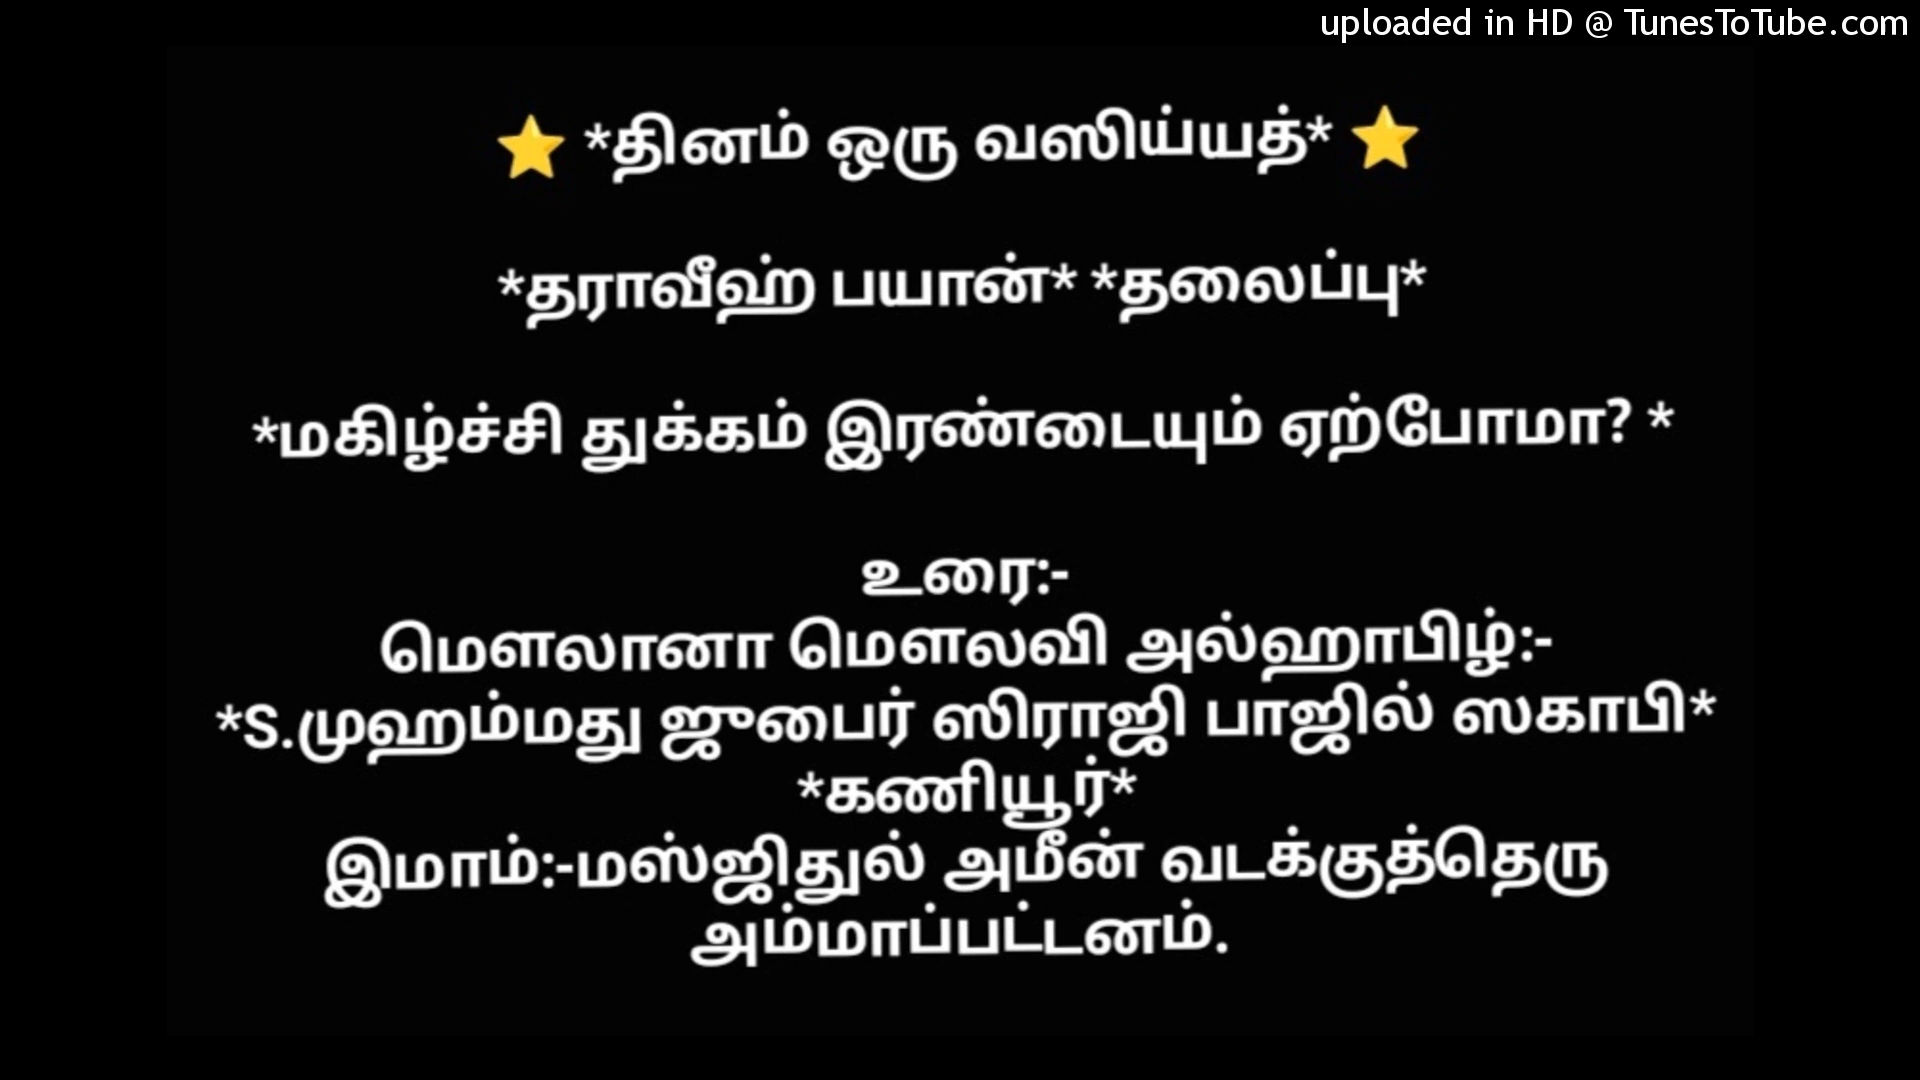 uploaded in HD @ TunesToTube.com
⭐ *தினம் ஒரு வஸிய்யத்* ⭐
*தராவீஹ் பயான்* *தலைப்பு*
*மகிழ்ச்சி துக்கம் இரண்டையும் ஏற்போமா? *
உரை:-
மௌலானா மௌலவி அல்ஹாபிழ்:-
*S.முஹம்மது ஜுபைர் ஸிராஜி பாஜில் ஸகாபி*
*கணியூர்*
இமாம்:-மஸ்ஜிதுல் அமீன் வடக்குத்தெரு
அம்மாப்பட்டனம்.